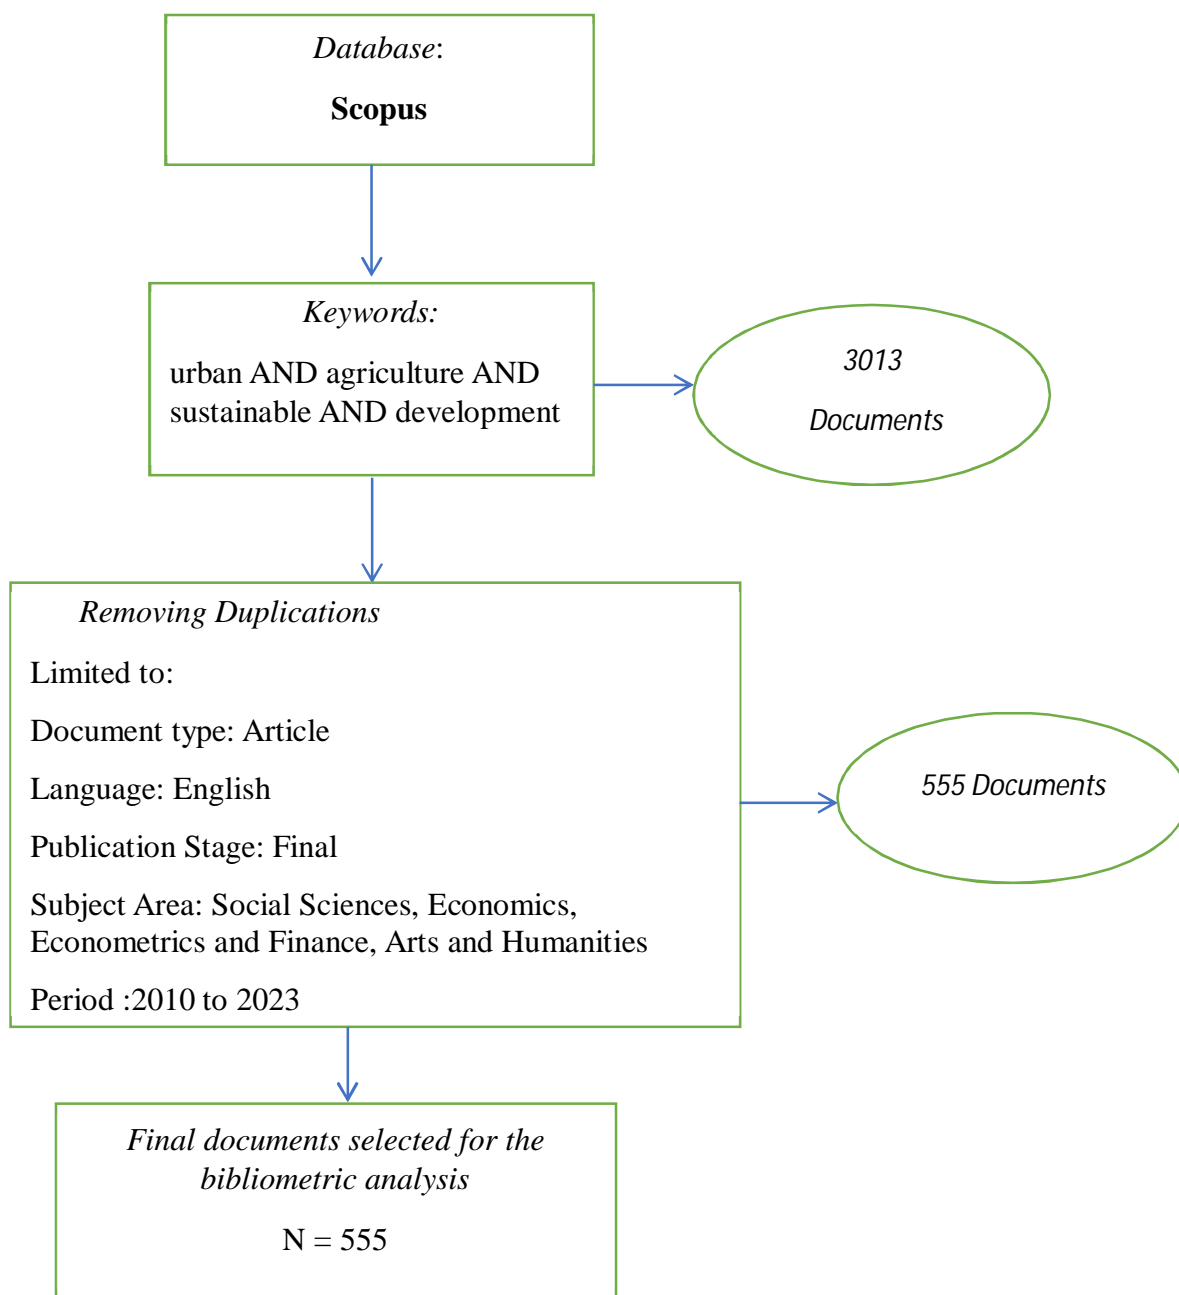 Database:
Scopus
Keywords:
urban AND agriculture AND
sustainable AND development
3013
Documents
Removing Duplications
Limited to:
Document type: Article
Language: English
Publication Stage: Final
Subject Area: Social Sciences, Economics,
Econometrics and Finance, Arts and Humanities
Period :2010 to 2023
555 Documents
Final documents selected for the
bibliometric analysis
N = 555